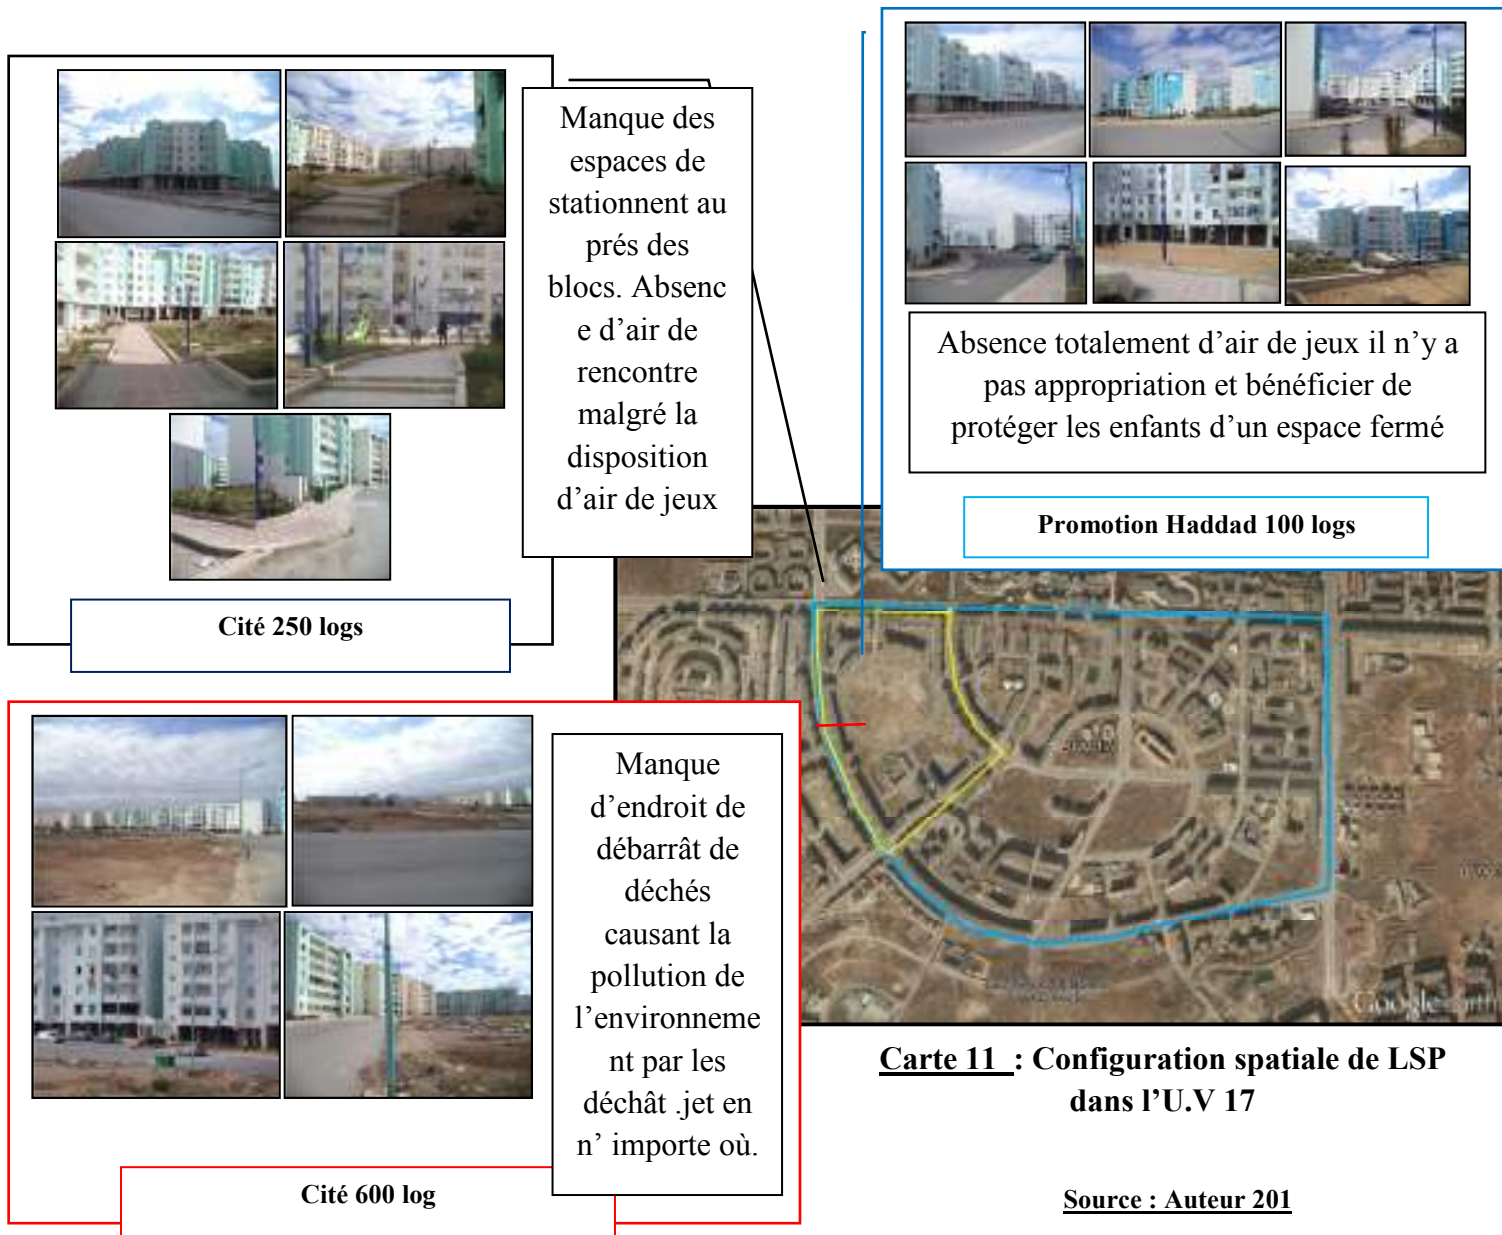 Manque des
espaces de
stationnent au
prés des
blocs. Absenc
e d’air de
rencontre
malgré la
disposition
d’air de jeux
Cité 250 logs
Absence totalement d’air de jeux il n’y a
pas appropriation et bénéficier de
protéger les enfants d’un espace fermé
Promotion Haddad 100 logs
Manque
d’endroit de
débarrât de
déchés
causant la
pollution de
l’environneme
nt par les
déchât .jet en
n’ importe où.
Cité 600 log
Google earth
Carte 11 : Configuration spatiale de LSP
dans l’U.V 17
Source : Auteur 201